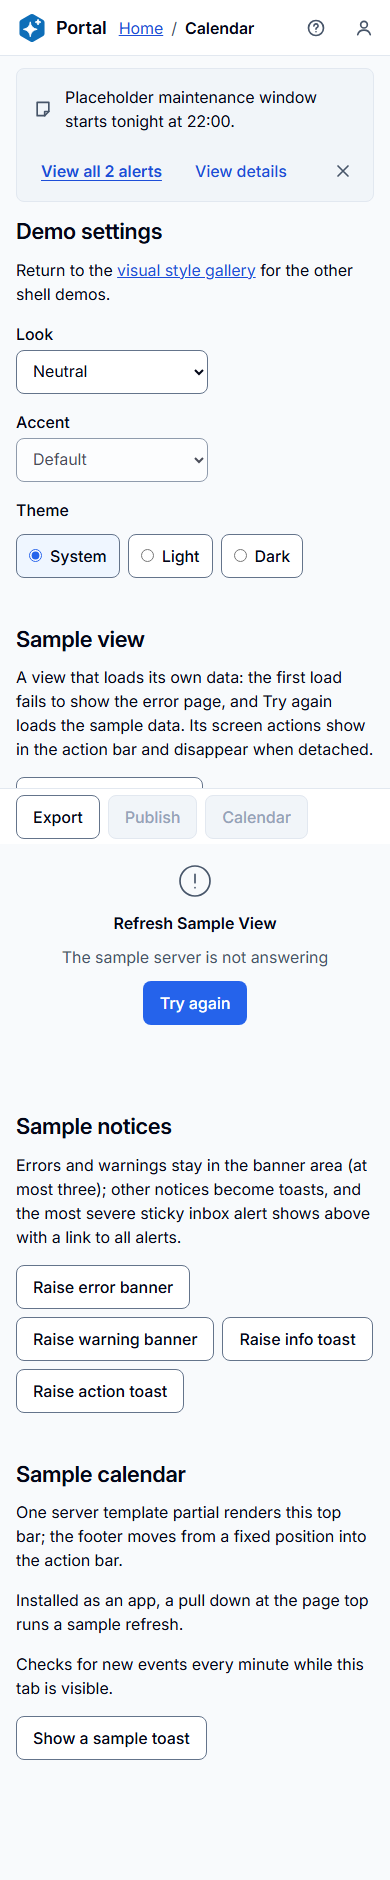 Portal Home / Calendar
Placeholder maintenance window
starts tonight at 22:00.
View all 2 alerts View details
Demo settings
Return to the visual style gallery for the other
shell demos.
Look
Neutral
Accent
Default
Theme
System Light Dark
Sample view
A view that loads its own data: the first load
fails to show the error page, and Try again
loads the sample data. Its screen actions show
in the action bar and disappear when detached.
Export Publish Calendar
Refresh Sample View
The sample server is not answering
Try again
Sample notices
Errors and warnings stay in the banner area (at
most three); other notices become toasts, and
the most severe sticky inbox alert shows above
with a link to all alerts.
Raise error banner
Raise warning banner Raise info toast
Raise action toast
Sample calendar
One server template partial renders this top
bar; the footer moves from a fixed position into
the action bar.
Installed as an app, a pull down at the page top
runs a sample refresh.
Checks for new events every minute while this
tab is visible.
Show a sample toast